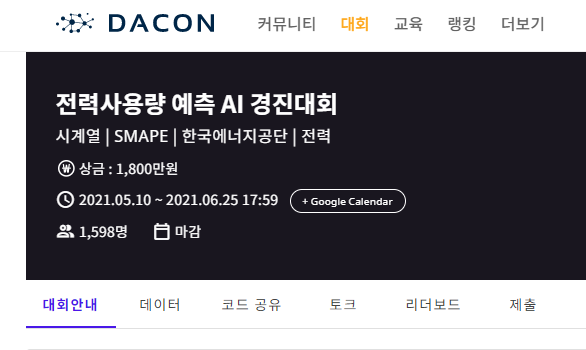 DACON 커뮤니티 대회 교육 랭킹 더보기
전력사용량 예측 AI 경진대회
시계열 | SMAPE | 한국에너지공단 | 전력
상금 : 1,800만원
2021.05.10 ~ 2021.06.25 17:59 + Google Calendar
1,598명 마감
대회안내 데이터 코드 공유 토크 리더보드 제출